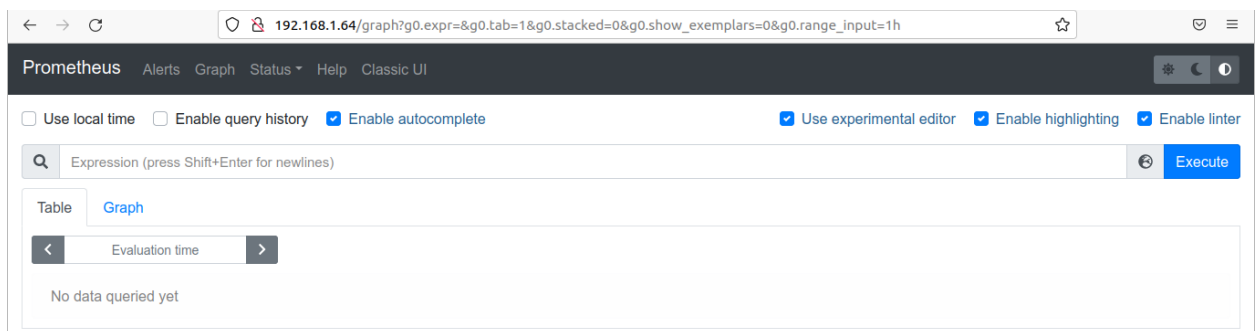 192.168.1.64/graph?g0.expr=&g0.tab=1&g0.stacked=0&g0.show_exemplars=0&g0.range_input=1h
Prometheus Alerts Graph Status Help Classic UI
Use local time Enable query history Enable autocomplete Use experimental editor Enable highlighting Enable linter
Expression (press Shift+Enter for newlines) Execute
Table Graph
Evaluation time
No data queried yet